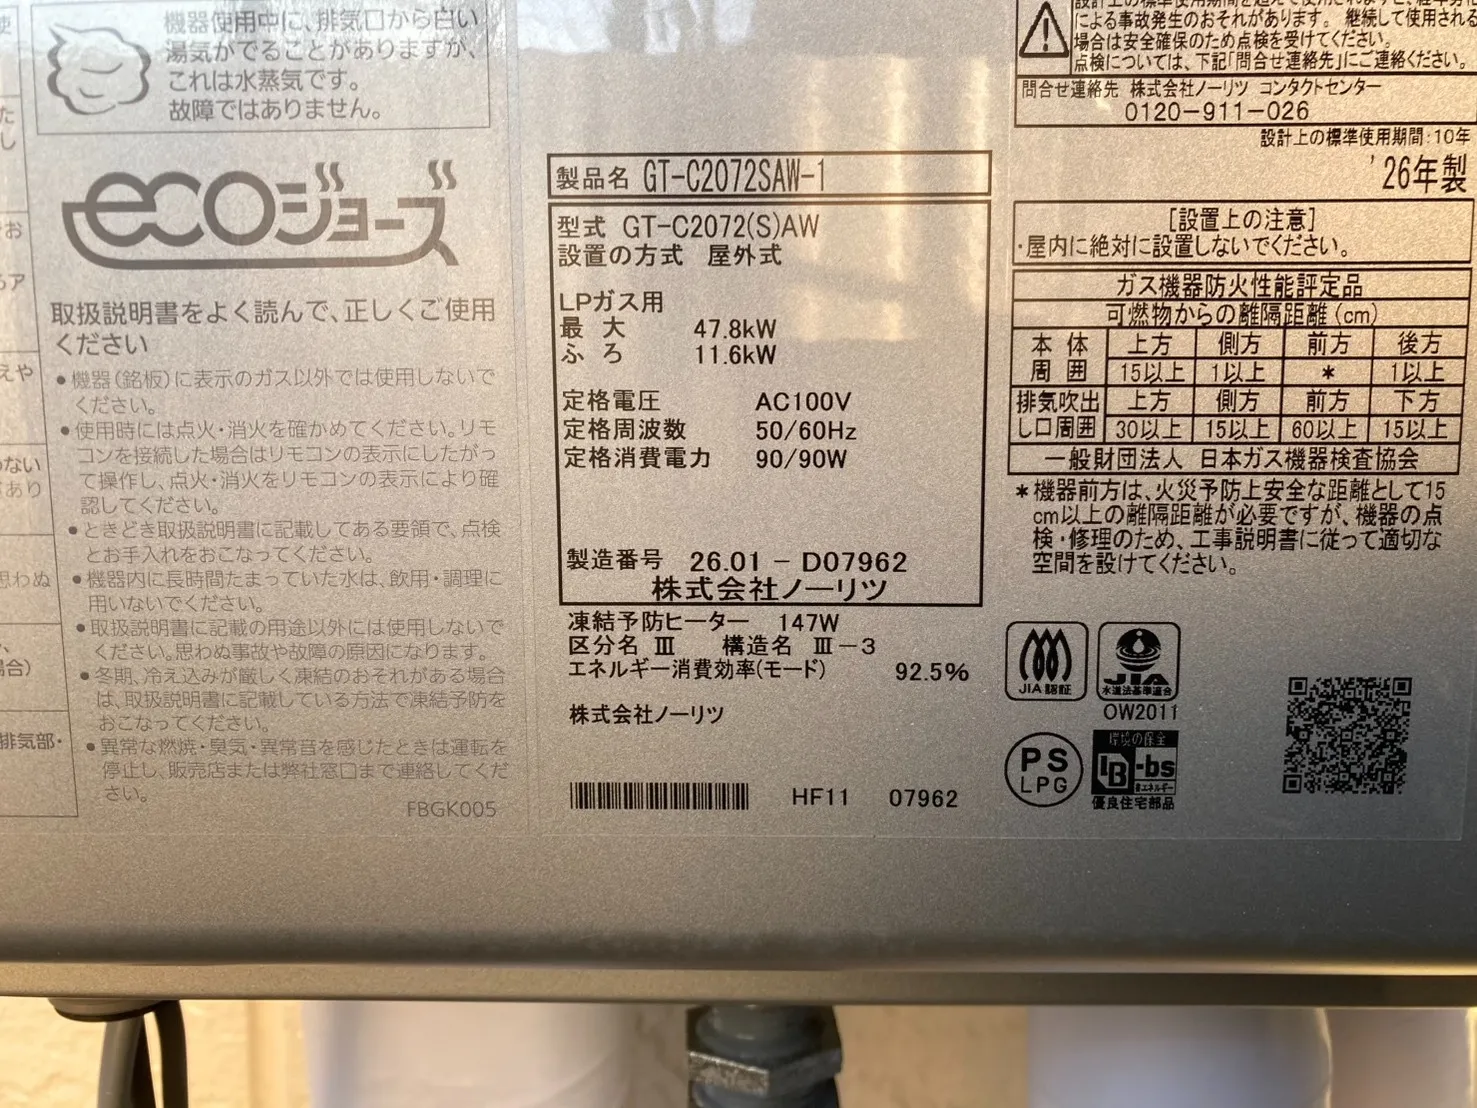 機器使用中に、排気口から白い
湯気がでることがありますが、
これは水蒸気です。
故障ではありません。
ecoジョーズ
取扱説明書をよく読んで、正しくご使用
ください
●機器(銘板)に表示のガス以外では使用しないで
ください。
●使用時には点火・消火を確かめてください。リモ
コンを接続した場合はリモコンの表示にしたがっ
て操作し、点火・消火をリモコンの表示により確
認してください。
●ときどき取扱説明書に記載してある要領で、点検
とお手入れをおこなってください。
●機器内に長時間たまっていた水は、飲用・調理に
用いないでください。
●取扱説明書に記載の用途以外には使用しないで
ください。思わぬ事故や故障の原因になります。
●冬期、冷え込みが厳しく凍結のおそれがある場合
は、取扱説明書に記載している方法で凍結予防を
おこなってください。
●異常な燃焼・臭気・異常音を感じたときは運転を
停止し、販売店または弊社窓口まで連絡してくだ
さい。
FBGK005
製品名 GT-C2072SAW-1
型式 GT-C2072(S)AW
設置の方式 屋外式
LPガス用
最大 47.8kW
ふろ 11.6kW
定格電圧 AC100V
定格周波数 50/60Hz
定格消費電力 90/90W
製造番号 26.01-D07962
株式会社ノーリツ
凍結予防ヒーター 147W
区分名 Ⅲ 構造名 Ⅲ-3
エネルギー消費効率(モード) 92.5%
株式会社ノーリツ
HF11 07962
による事故発生のおそれがあります。継続して使用される
場合は安全確保のため点検を受けてください。
点検については、下記「問合せ連絡先」にご連絡ください。
問合せ連絡先 株式会社ノーリツ コンタクトセンター
0120-911-026
設計上の標準使用期間:10年
'26年製
[設置上の注意]
・屋内に絶対に設置しないでください。
ガス機器防火性能評定品
可燃物からの離隔距離(cm)
本体 上方 側方 前方 後方
周囲 15以上 1以上 * 1以上
排気吹出 上方 側方 前方 下方
し口周囲 30以上 15以上 60以上 15以上
一般財団法人 日本ガス機器検査協会
*機器前方は、火災予防上安全な距離として15
cm以上の離隔距離が必要ですが、機器の点
検・修理のため、工事説明書に従って適切な
空間を設けてください。
JIA認証
JIA
水道法基準適合
OW2011
PS
LPG
環境の保全
BL-bs
省エネルギー
優良住宅部品